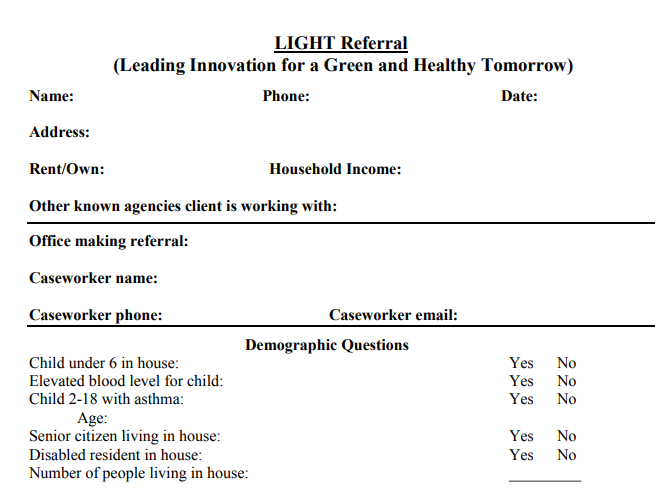 LIGHT Referral
(Leading Innovation for a Green and Healthy Tomorrow)
Name: Phone: Date:
Address:
Rent/Own: Household Income:
Other known agencies client is working with:
Office making referral:
Caseworker name:
Caseworker phone: Caseworker email:
Demographic Questions
Child under 6 in house: Yes No
Elevated blood level for child: Yes No
Child 2-18 with asthma: Yes No
Age:
Senior citizen living in house: Yes No
Disabled resident in house: Yes No
Number of people living in house: _________